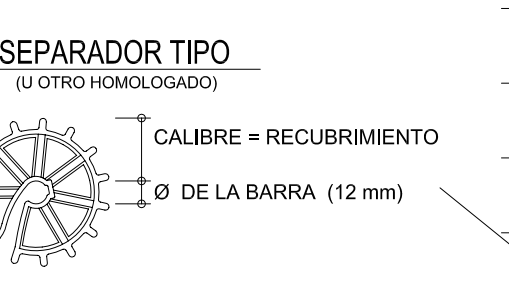 SEPARADOR TIPO
(U OTRO HOMOLOGADO)
CALIBRE = RECUBRIMIENTO
Ø DE LA BARRA (12 mm)